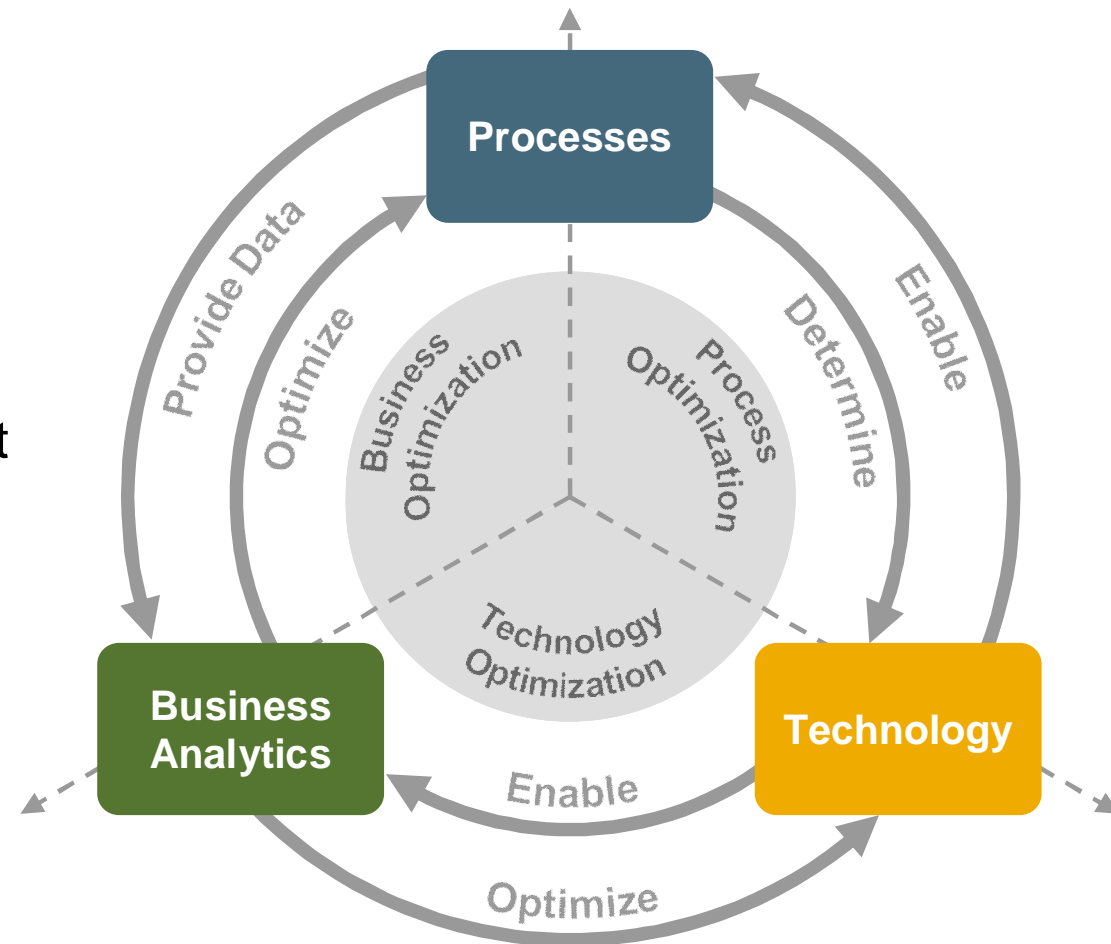 Processes
Provide Data
Optimize
Enable
Determine
Business
Optimization
Process
Optimization
t
Technology
Optimization
Business
Analytics
Technology
Enable
Optimize